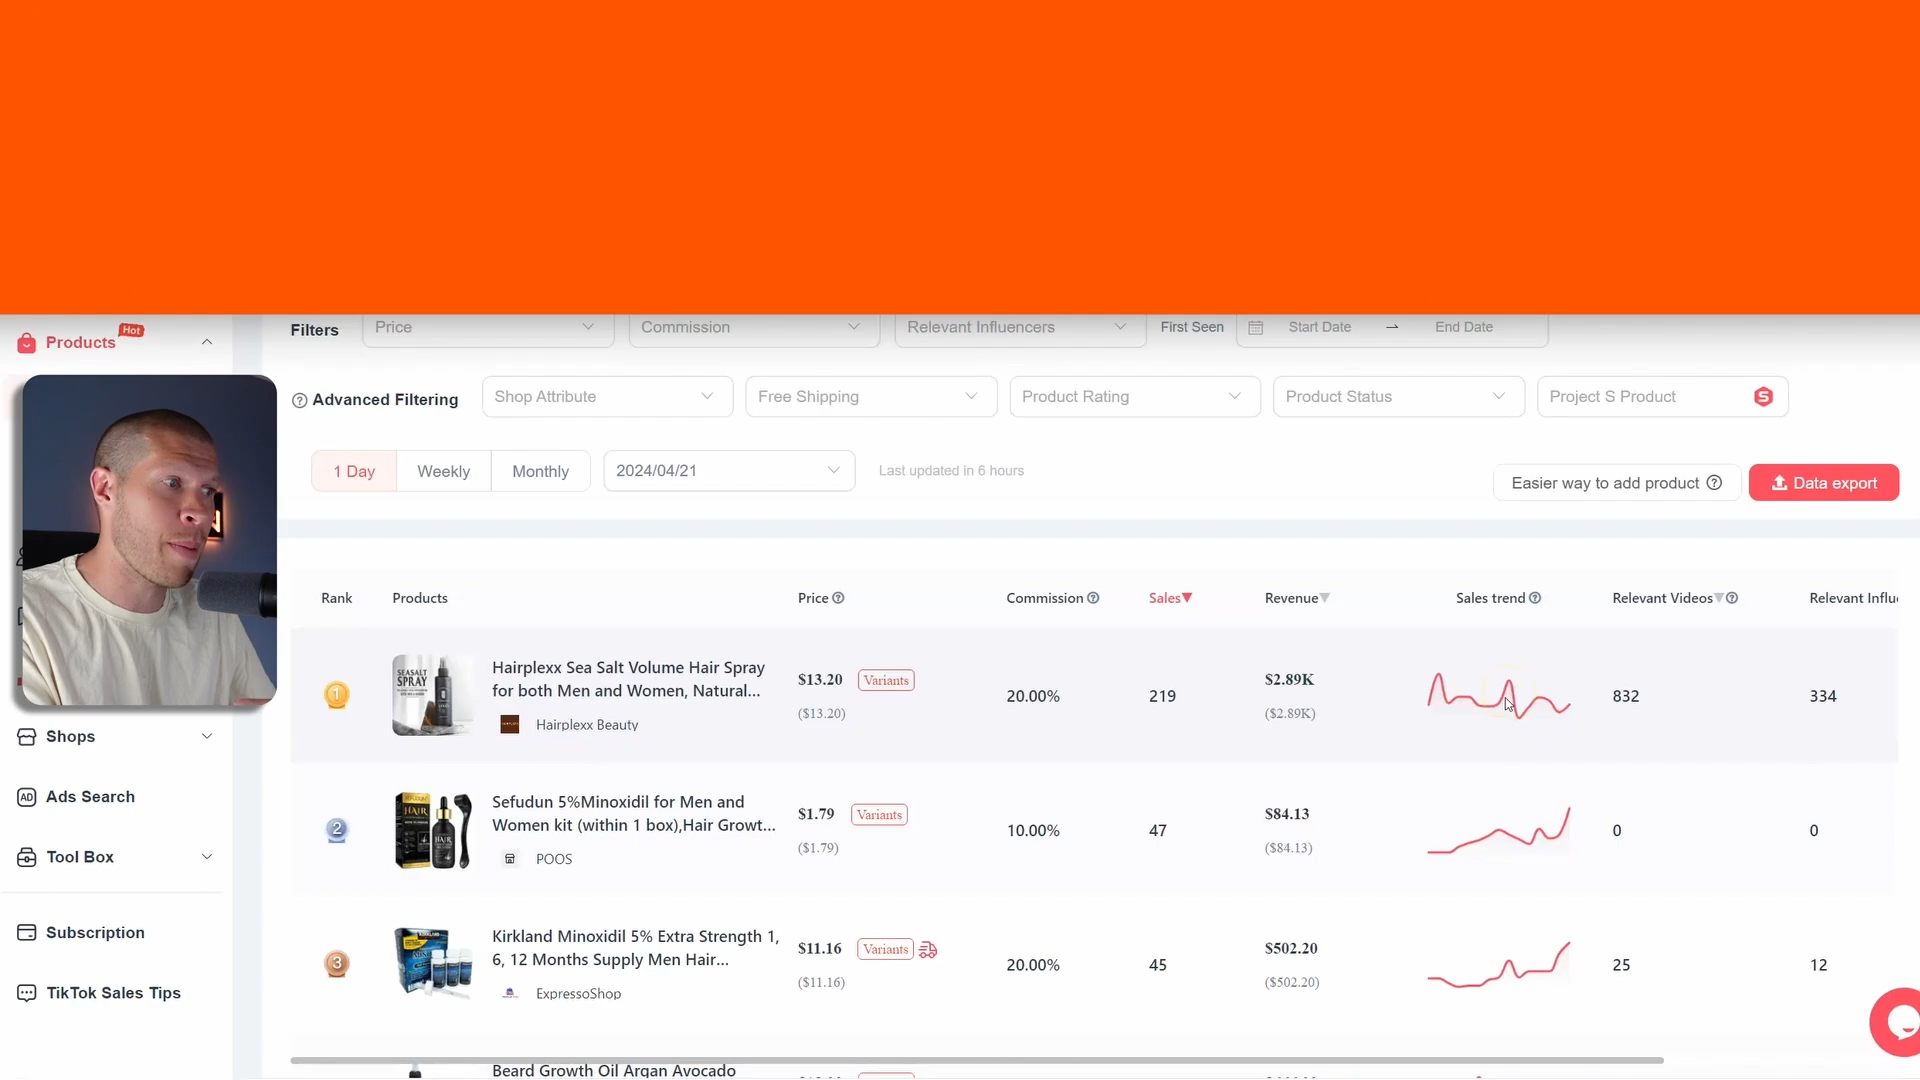 Products
Hot
Filters
Price
Commission
Relevant Influencers
First Seen
Start Date
End Date
Advanced Filtering
Shop Attribute
Free Shipping
Product Rating
Product Status
Project S Product
1 Day
Weekly
Monthly
2024/04/21
Last updated in 6 hours
Easier way to add product
Data export
Rank
Products
Price
Commission
Sales
Revenue
Sales trend
Relevant Videos
Relevant Influ
1
SEASALT
SPRAY
Hairplexx Sea Salt Volume Hair Spray
for both Men and Women, Natural...
Hairplexx Beauty
$13.20
Variants
($13.20)
20.00%
219
$2.89K
($2.89K)
832
334
2
HAIR
Sefudun 5%Minoxidil for Men and
Women kit (within 1 box),Hair Growt...
POOS
$1.79
Variants
($1.79)
10.00%
47
$84.13
($84.13)
0
0
3
Kirkland Minoxidil 5% Extra Strength 1,
6, 12 Months Supply Men Hair...
ExpressoShop
$11.16
Variants
($11.16)
20.00%
45
$502.20
($502.20)
25
12
Beard Growth Oil Argan Avocado
Shops
AD
Ads Search
Tool Box
Subscription
TikTok Sales Tips